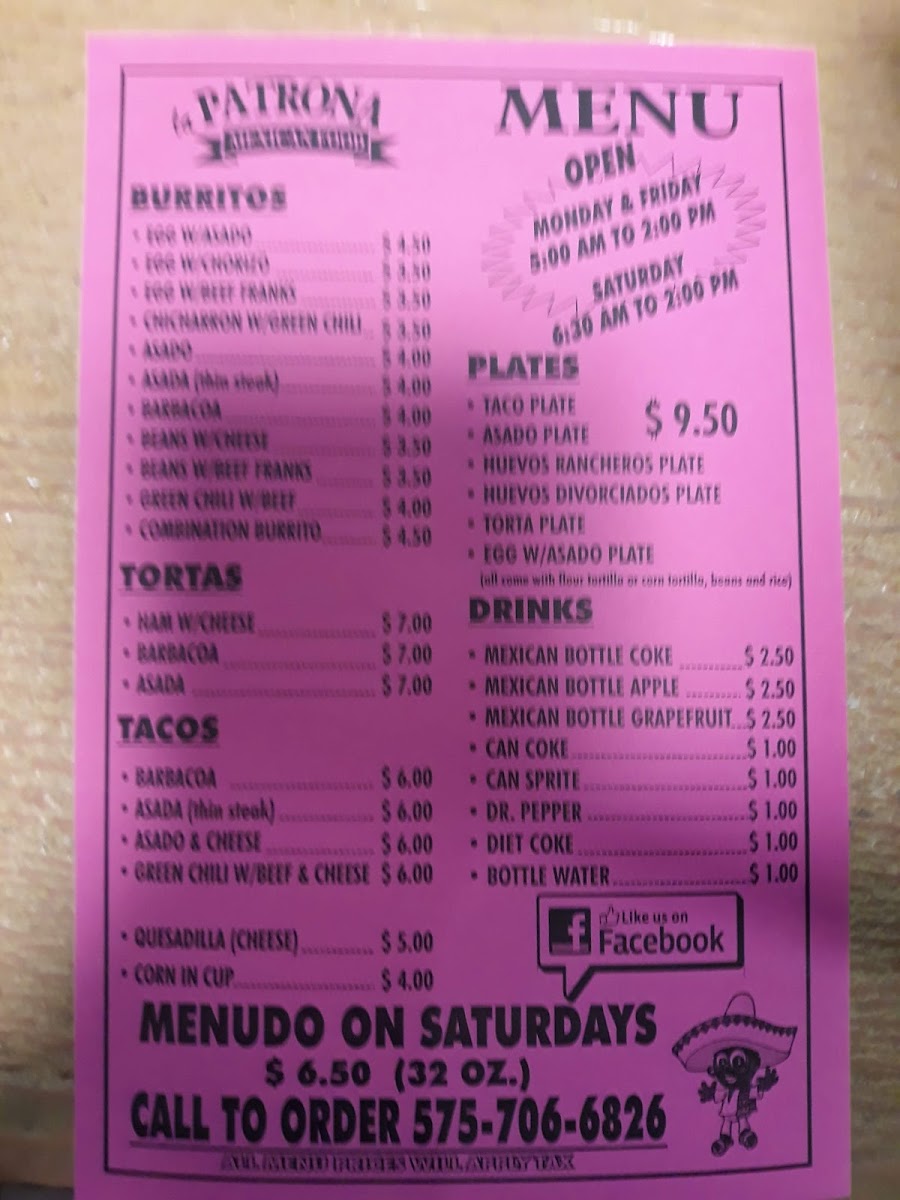 la PATRONA
MEXICAN FOOD
BURRITOS
• EGG W/ASADO $ 4.50
• EGG W/CHORIZO $ 3.50
• EGG W/BEEF FRANKS $ 3.50
• CHICHARRON W/GREEN CHILI $ 3.50
• ASADO $ 4.00
• ASADA (thin steak) $ 4.00
• BARBACOA $ 4.00
• BEANS W/CHEESE $ 3.50
• BEANS W/BEEF FRANKS $ 3.50
• GREEN CHILI W/BEEF $ 4.00
• COMBINATION BURRITO $ 4.50
TORTAS
• HAM W/CHEESE $ 7.00
• BARBACOA $ 7.00
• ASADA $ 7.00
TACOS
• BARBACOA $ 6.00
• ASADA (thin steak) $ 6.00
• ASADO & CHEESE $ 6.00
• GREEN CHILI W/BEEF & CHEESE $ 6.00
• QUESADILLA (CHEESE) $ 5.00
• CORN IN CUP $ 4.00
MENU
OPEN
MONDAY & FRIDAY
5:00 AM TO 2:00 PM
SATURDAY
6:30 AM TO 2:00 PM
PLATES
• TACO PLATE
$ 9.50
• ASADO PLATE
• HUEVOS RANCHEROS PLATE
• HUEVOS DIVORCIADOS PLATE
• TORTA PLATE
• EGG W/ASADO PLATE
(all come with flour tortilla or corn tortilla, beans and rice)
DRINKS
• MEXICAN BOTTLE COKE $ 2.50
• MEXICAN BOTTLE APPLE $ 2.50
• MEXICAN BOTTLE GRAPEFRUIT $ 2.50
• CAN COKE $ 1.00
• CAN SPRITE $ 1.00
• DR. PEPPER $ 1.00
• DIET COKE $ 1.00
• BOTTLE WATER $ 1.00
f Like us on
Facebook
MENUDO ON SATURDAYS
$ 6.50 (32 OZ.)
CALL TO ORDER 575-706-6826
ALL MENU PRICES WILL APPLY TAX